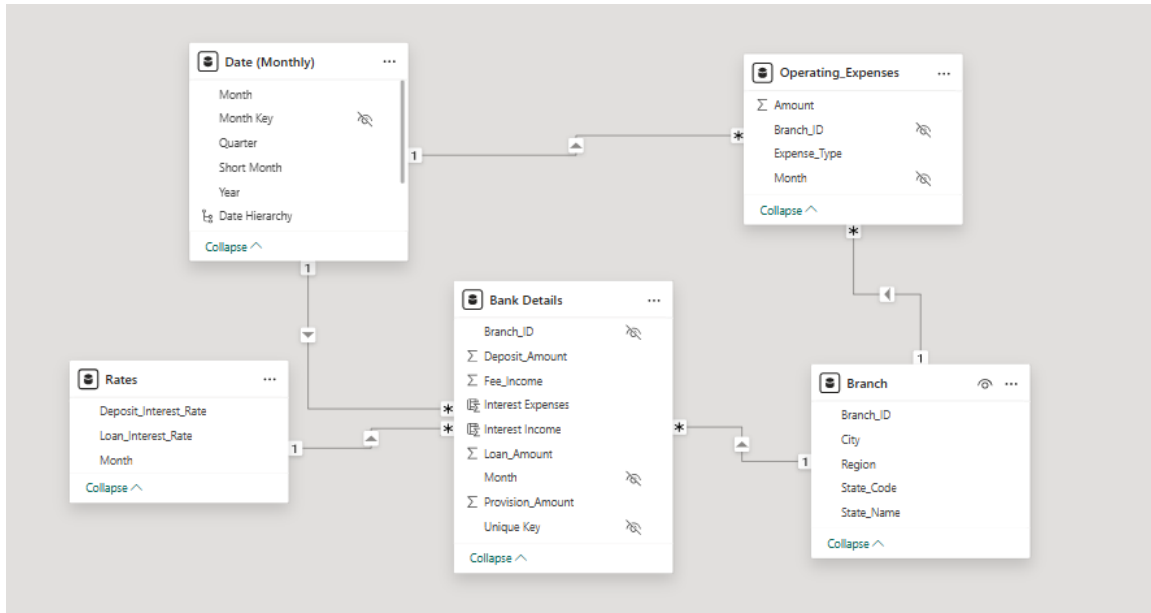 Date (Monthly)
Month
Month Key
Quarter
Short Month
Year
Date Hierarchy
Collapse
1
1
Operating_Expenses
Σ Amount
Branch_ID
Expense_Type
Month
Collapse
*
*
Bank Details
Branch_ID
Σ Deposit_Amount
Σ Fee_Income
Interest Expenses
Interest Income
Σ Loan_Amount
Month
Σ Provision_Amount
Unique Key
Collapse
*
*
*
Rates
Deposit_Interest_Rate
Loan_Interest_Rate
Month
Collapse
1
Branch
Branch_ID
City
Region
State_Code
State_Name
Collapse
1
1